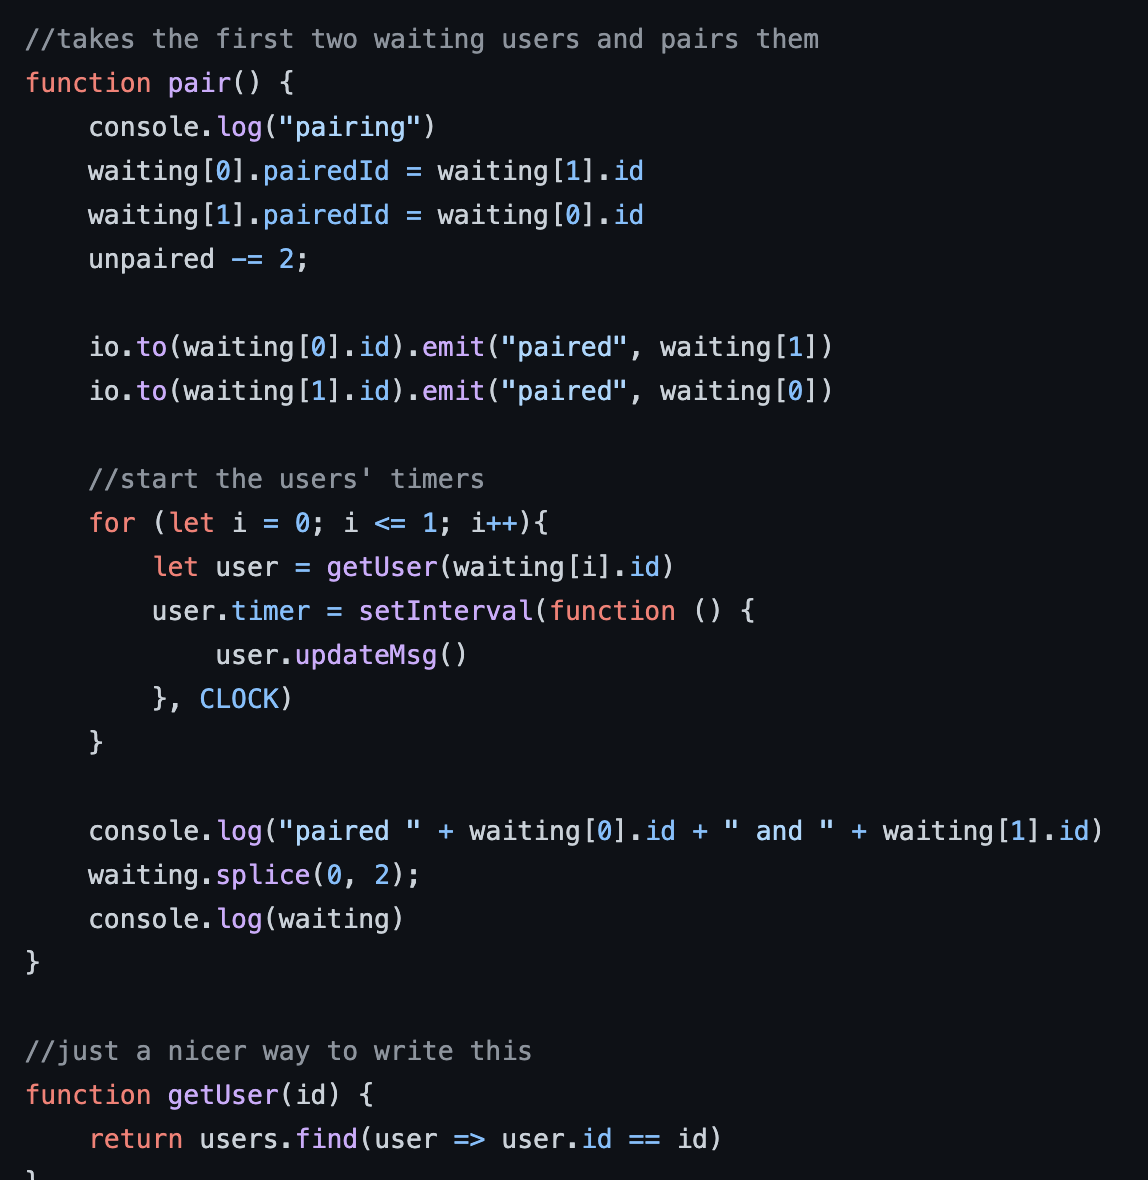 //takes the first two waiting users and pairs them
function pair() {
    console.log("pairing")
    waiting[0].pairedId = waiting[1].id
    waiting[1].pairedId = waiting[0].id
    unpaired -= 2;

    io.to(waiting[0].id).emit("paired", waiting[1])
    io.to(waiting[1].id).emit("paired", waiting[0])

    //start the users' timers
    for (let i = 0; i <= 1; i++){
        let user = getUser(waiting[i].id)
        user.timer = setInterval(function () {
            user.updateMsg()
        }, CLOCK)
    }

    console.log("paired " + waiting[0].id + " and " + waiting[1].id)
    waiting.splice(0, 2);
    console.log(waiting)
}

//just a nicer way to write this
function getUser(id) {
    return users.find(user => user.id == id)
}